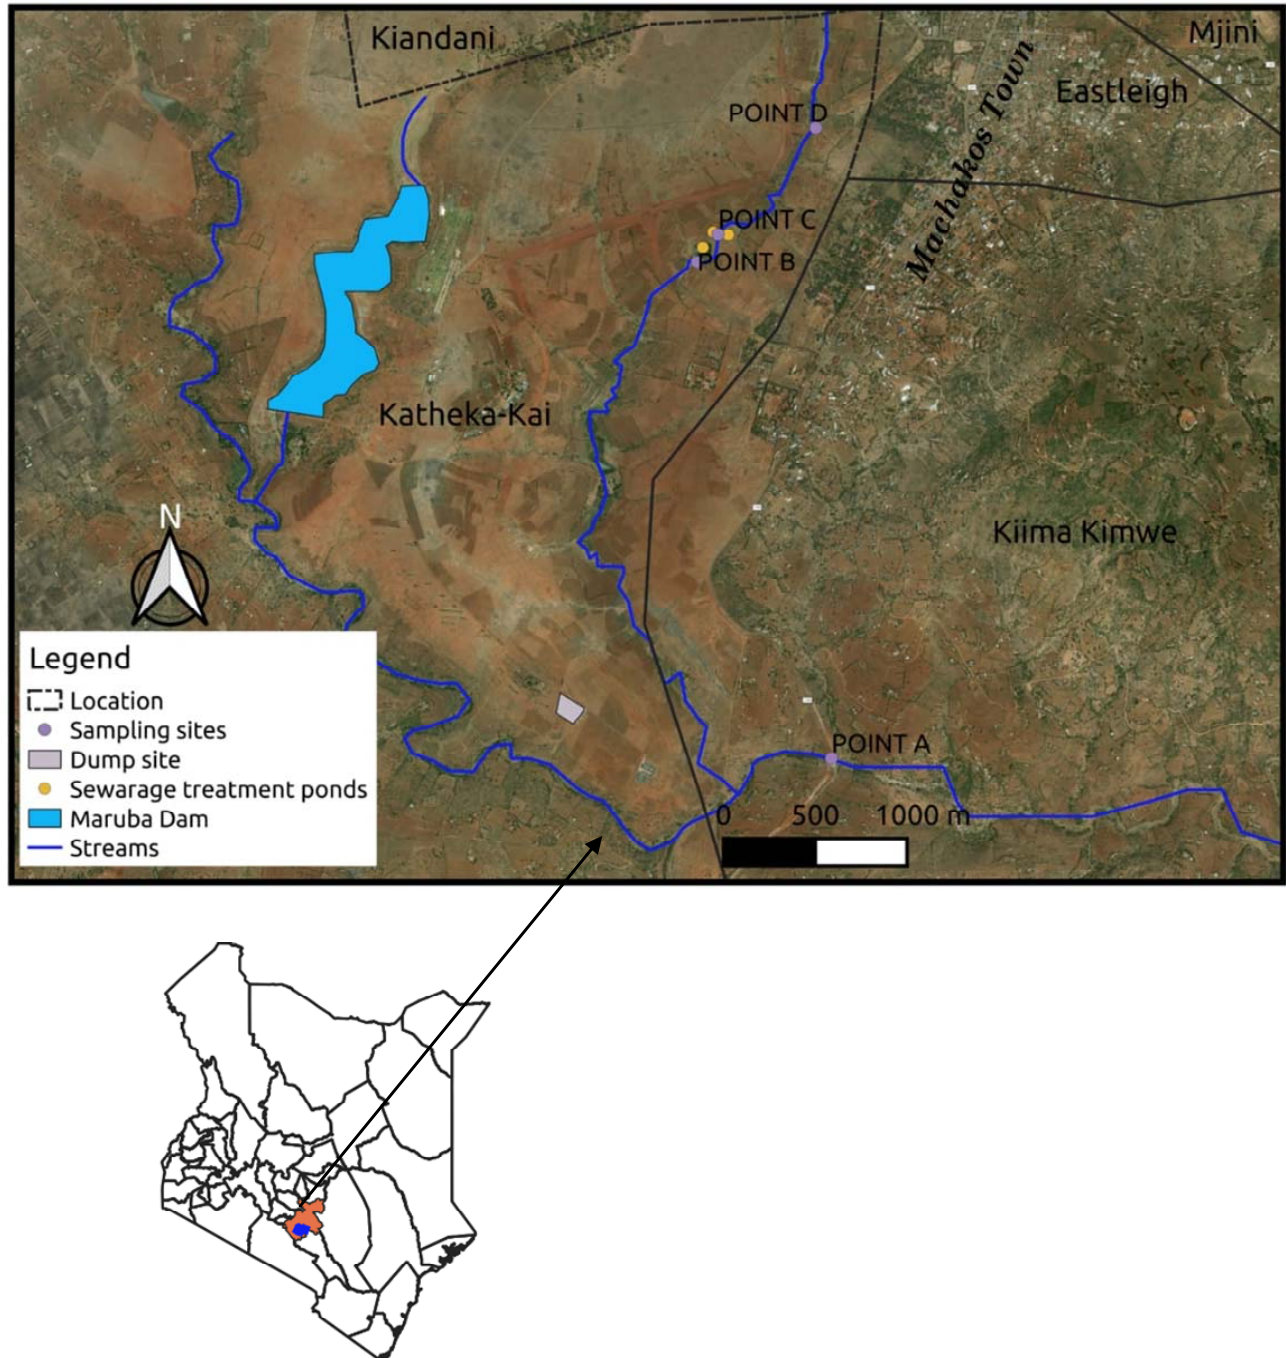 Kiandani
Mjini
Eastleigh
POINT D
Machakos Town
POINT C
POINT B
Katheka-Kai
Kiima Kimwe
N
POINT A
0 500 1000 m
Legend
Location
Sampling sites
Dump site
Sewarage treatment ponds
Maruba Dam
Streams